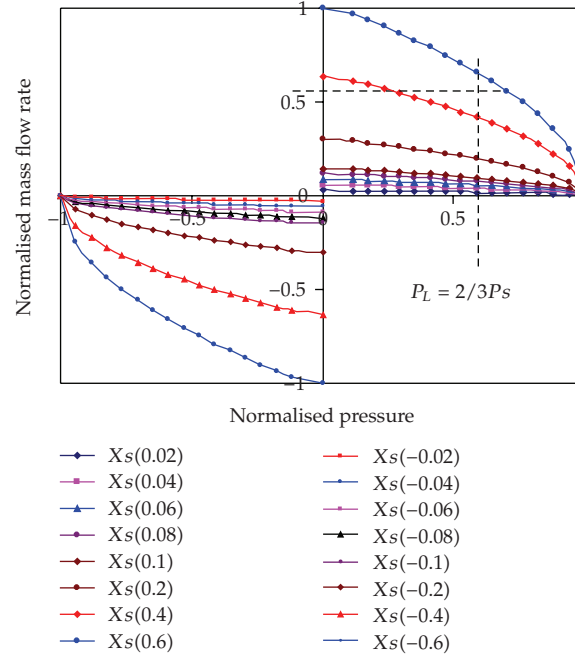 1
0.5
0
-0.5
-1
-1
-0.5
0
0.5
Normalised mass flow rate
P_L = 2/3Ps
Normalised pressure
Xs(0.02)
Xs(0.04)
Xs(0.06)
Xs(0.08)
Xs(0.1)
Xs(0.2)
Xs(0.4)
Xs(0.6)
Xs(−0.02)
Xs(−0.04)
Xs(−0.06)
Xs(−0.08)
Xs(−0.1)
Xs(−0.2)
Xs(−0.4)
Xs(−0.6)